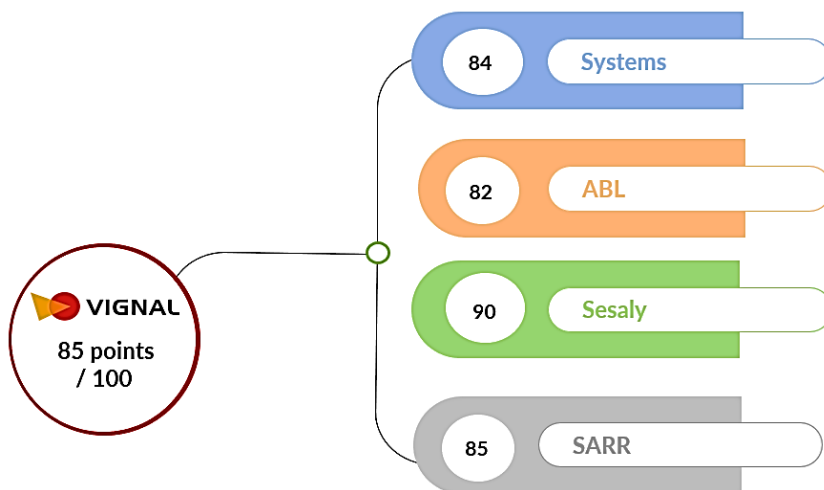 84
Systems
82
ABL
VIGNAL
85 points
/ 100
90
Sesaly
85
SARR